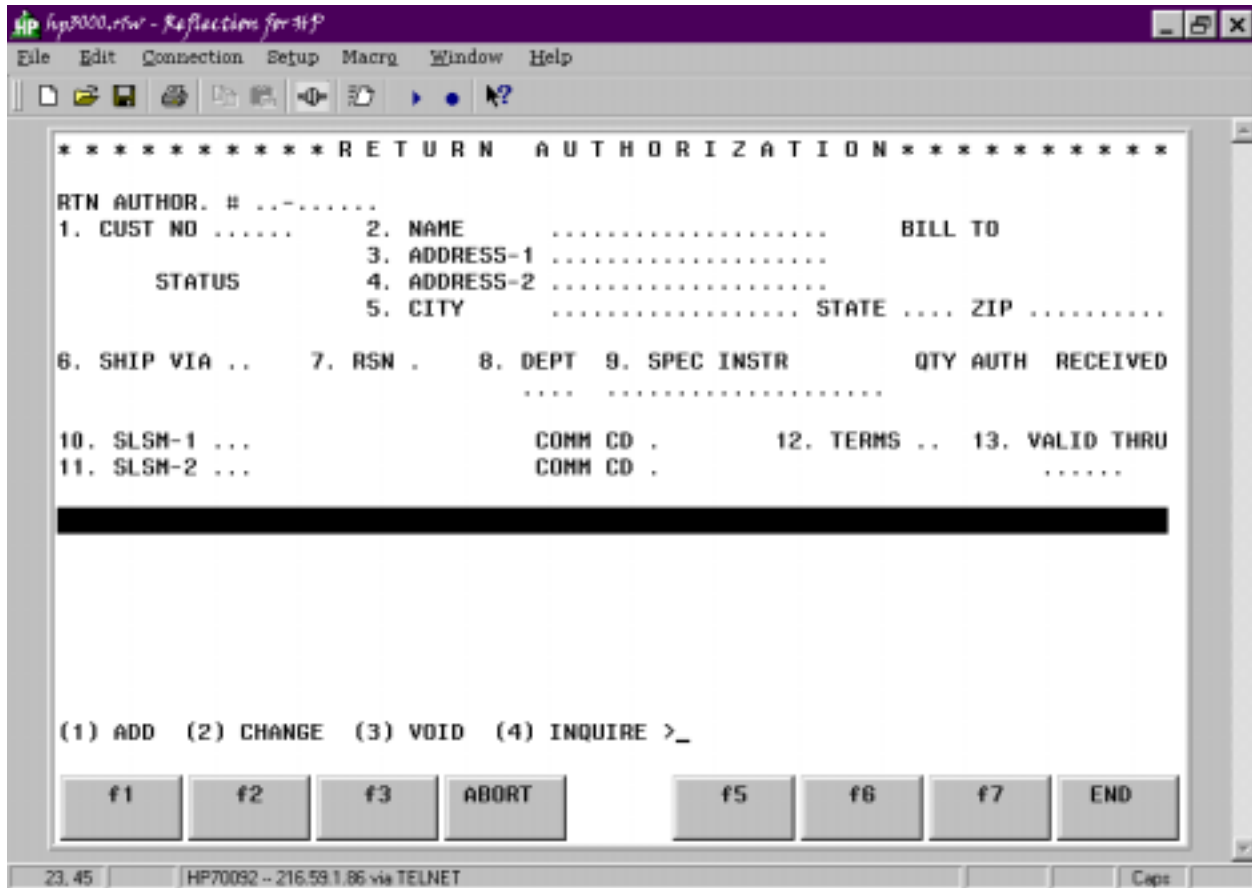 hp3000.rfw - Reflection for HP
File Edit Connection Setup Macro Window Help
* * * * * * * * * * R E T U R N A U T H O R I Z A T I O N * * * * * * * * * *
RTN AUTHOR. # ..-......
1. CUST NO ...... 2. NAME .................... BILL TO
3. ADDRESS-1 ....................
STATUS 4. ADDRESS-2 ....................
5. CITY .................. STATE .... ZIP ..........
6. SHIP VIA .. 7. RSN . 8. DEPT 9. SPEC INSTR QTY AUTH RECEIVED
.... ....................
10. SLSM-1 ... COMM CD . 12. TERMS .. 13. VALID THRU
11. SLSM-2 ... COMM CD . ......
(1) ADD (2) CHANGE (3) VOID (4) INQUIRE >_
f1 f2 f3 ABORT f5 f6 f7 END
23, 45 HP70092 -- 216.59.1.86 via TELNET Caps